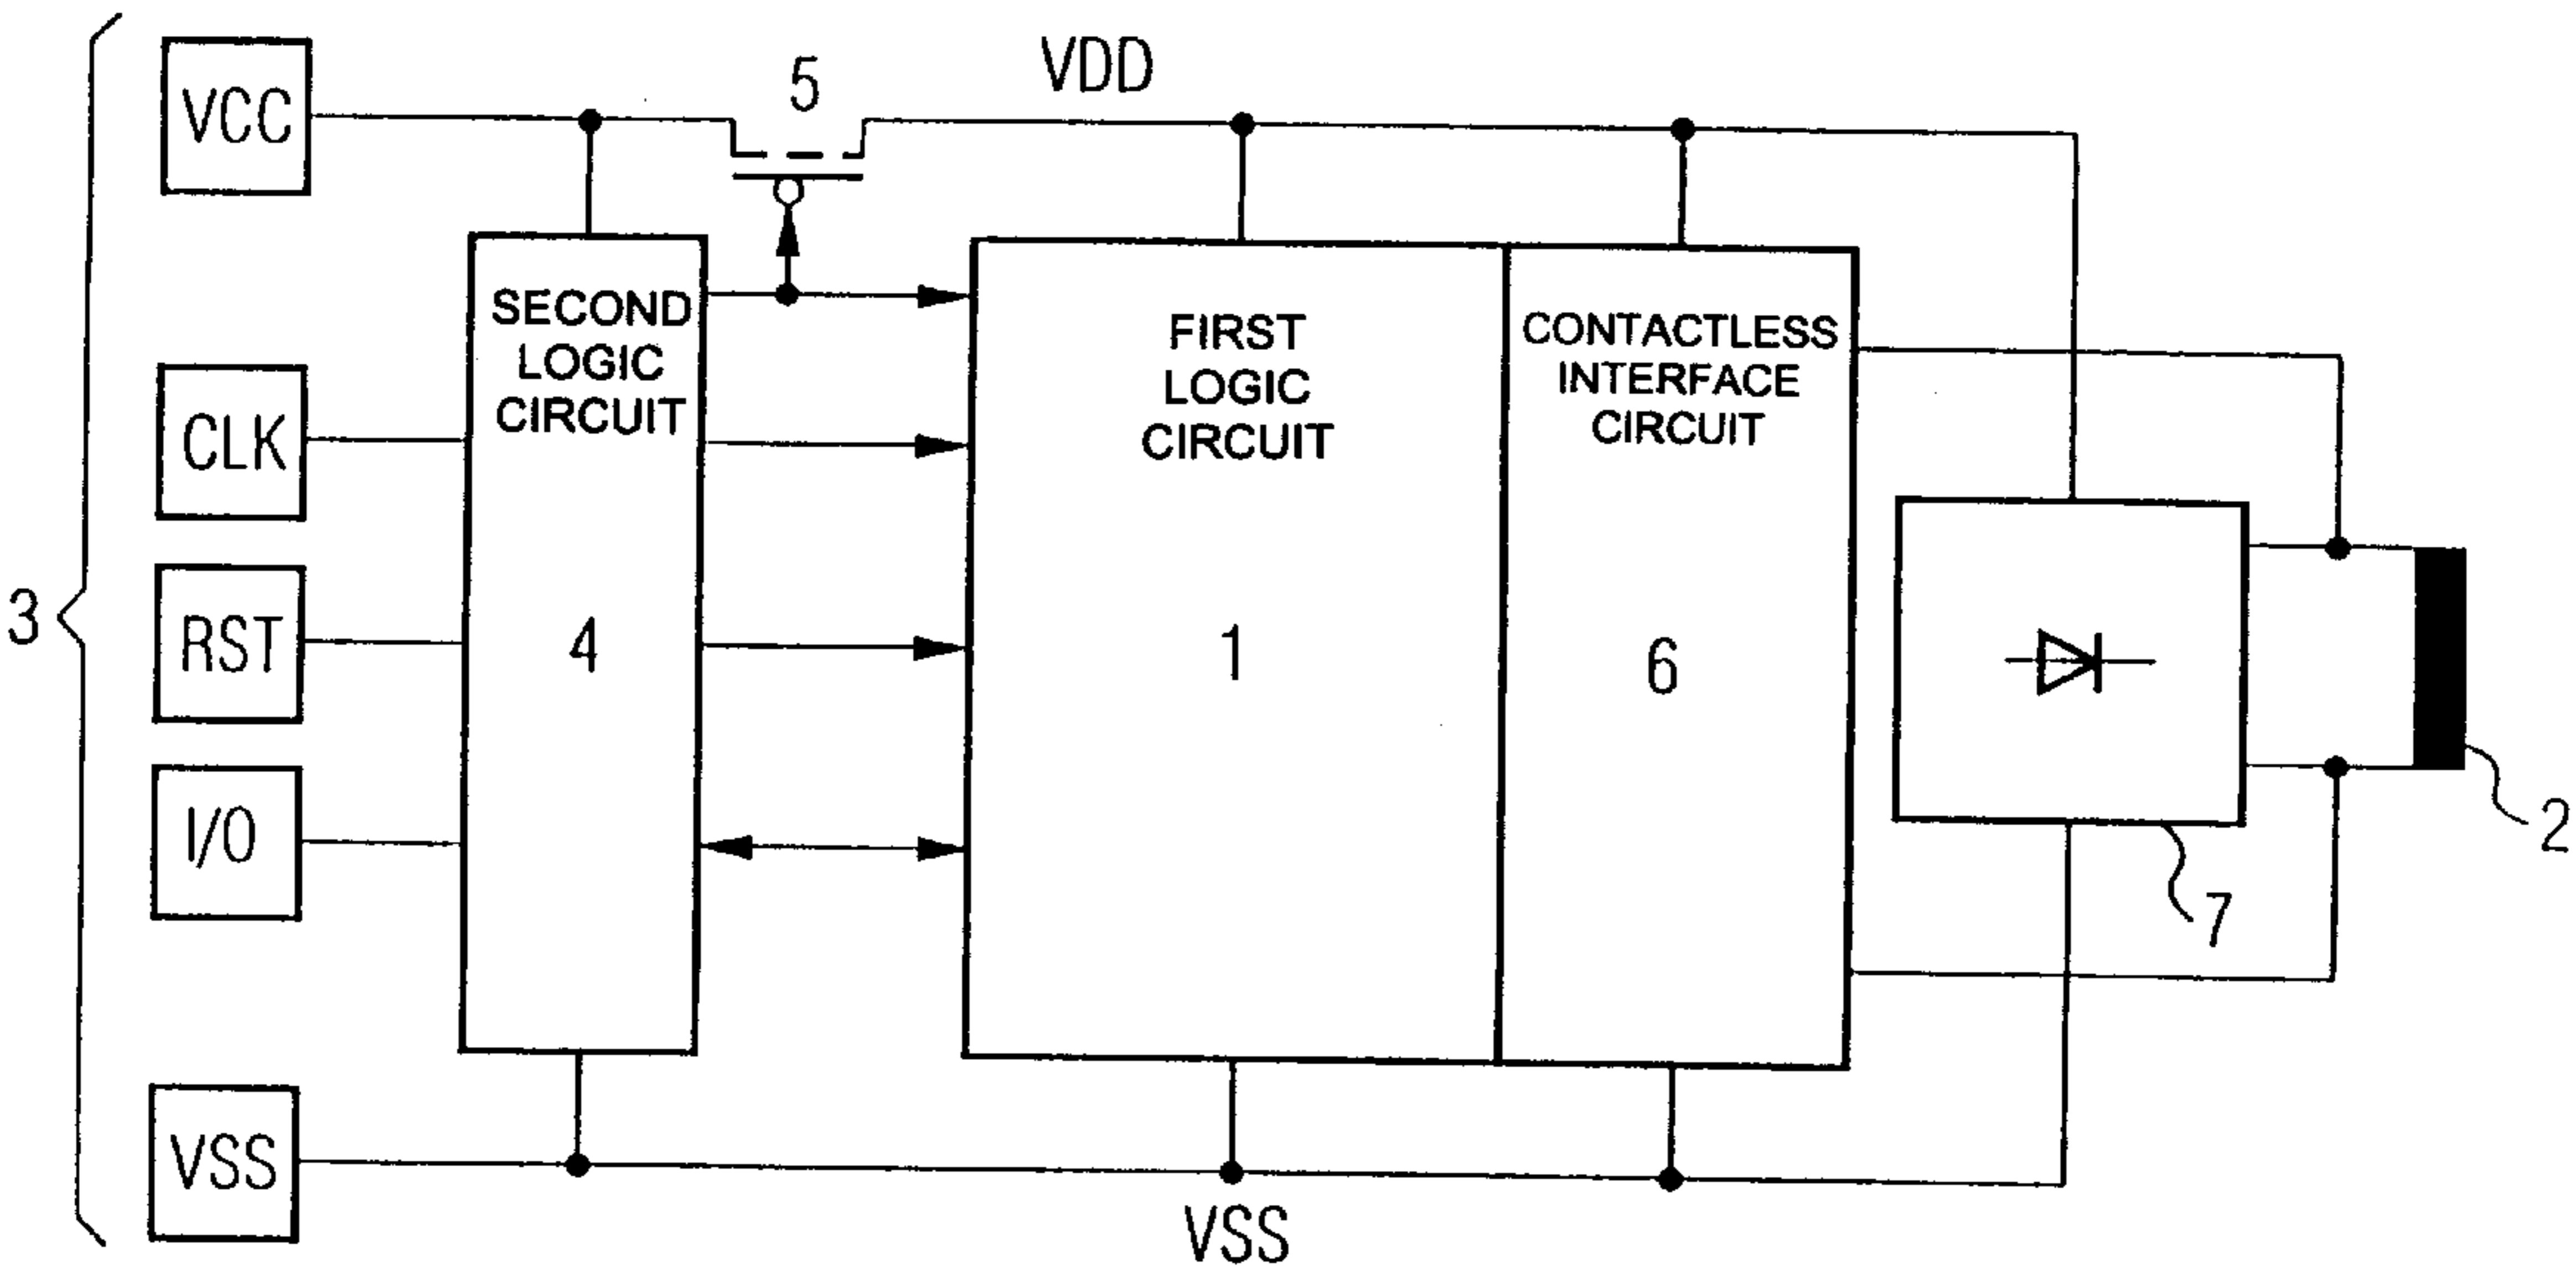 VCC
5
VDD
SECOND
LOGIC
CIRCUIT
FIRST
LOGIC
CIRCUIT
CONTACTLESS
INTERFACE
CIRCUIT
CLK
3
RST
4
1
6
I/O
2
7
VSS
VSS